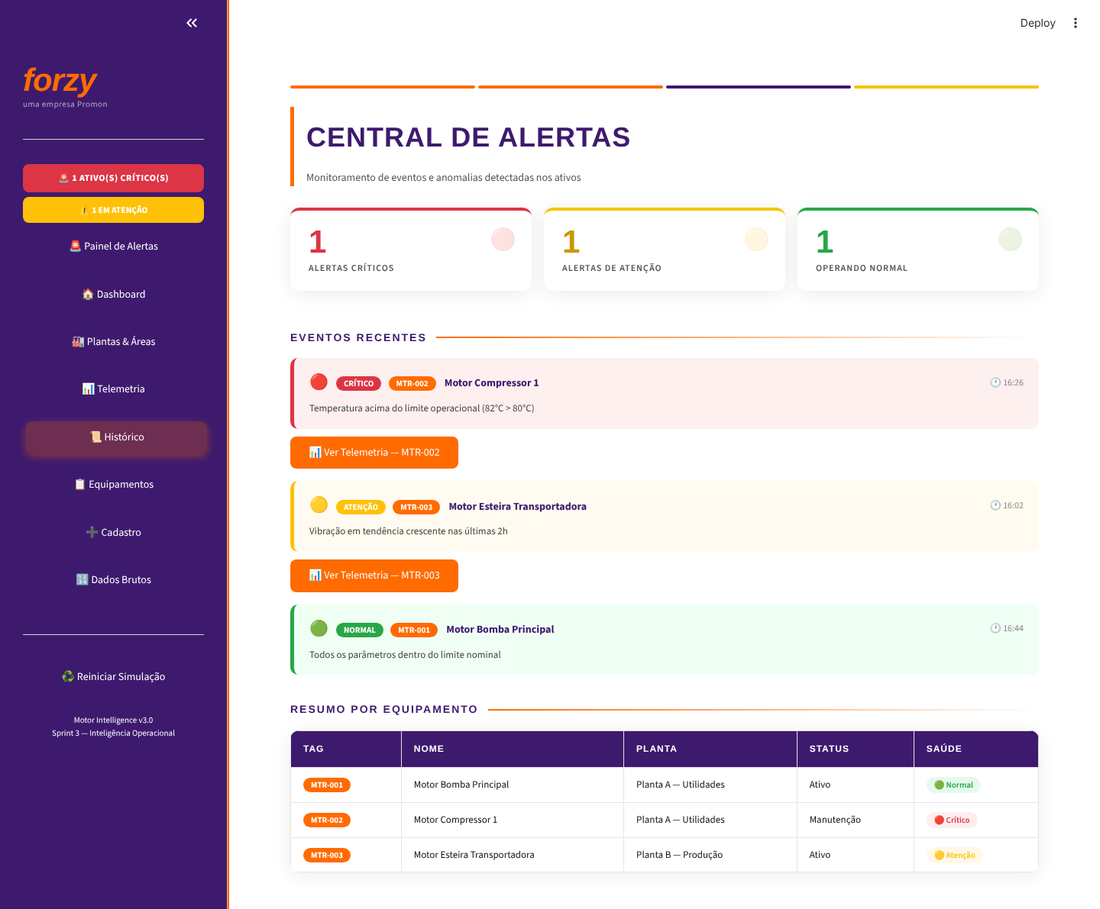 Deploy
forzy
uma empresa Promon
🚨 1 ATIVO(S) CRÍTICO(S)
⚠️ 1 EM ATENÇÃO
🚨 Painel de Alertas
🏠 Dashboard
🏭 Plantas & Áreas
📊 Telemetria
📜 Histórico
📋 Equipamentos
➕ Cadastro
🔢 Dados Brutos
♻️ Reiniciar Simulação
Motor Intelligence v3.0
Sprint 3 — Inteligência Operacional
CENTRAL DE ALERTAS
Monitoramento de eventos e anomalias detectadas nos ativos
1
ALERTAS CRÍTICOS
1
ALERTAS DE ATENÇÃO
1
OPERANDO NORMAL
EVENTOS RECENTES
🔴 CRÍTICO MTR-002 Motor Compressor 1 🕐 16:26
Temperatura acima do limite operacional (82°C > 80°C)
📊 Ver Telemetria — MTR-002
🟡 ATENÇÃO MTR-003 Motor Esteira Transportadora 🕐 16:02
Vibração em tendência crescente nas últimas 2h
📊 Ver Telemetria — MTR-003
🟢 NORMAL MTR-001 Motor Bomba Principal 🕐 16:44
Todos os parâmetros dentro do limite nominal
RESUMO POR EQUIPAMENTO
TAG NOME PLANTA STATUS SAÚDE
MTR-001 Motor Bomba Principal Planta A — Utilidades Ativo 🟢 Normal
MTR-002 Motor Compressor 1 Planta A — Utilidades Manutenção 🔴 Crítico
MTR-003 Motor Esteira Transportadora Planta B — Produção Ativo 🟡 Atenção